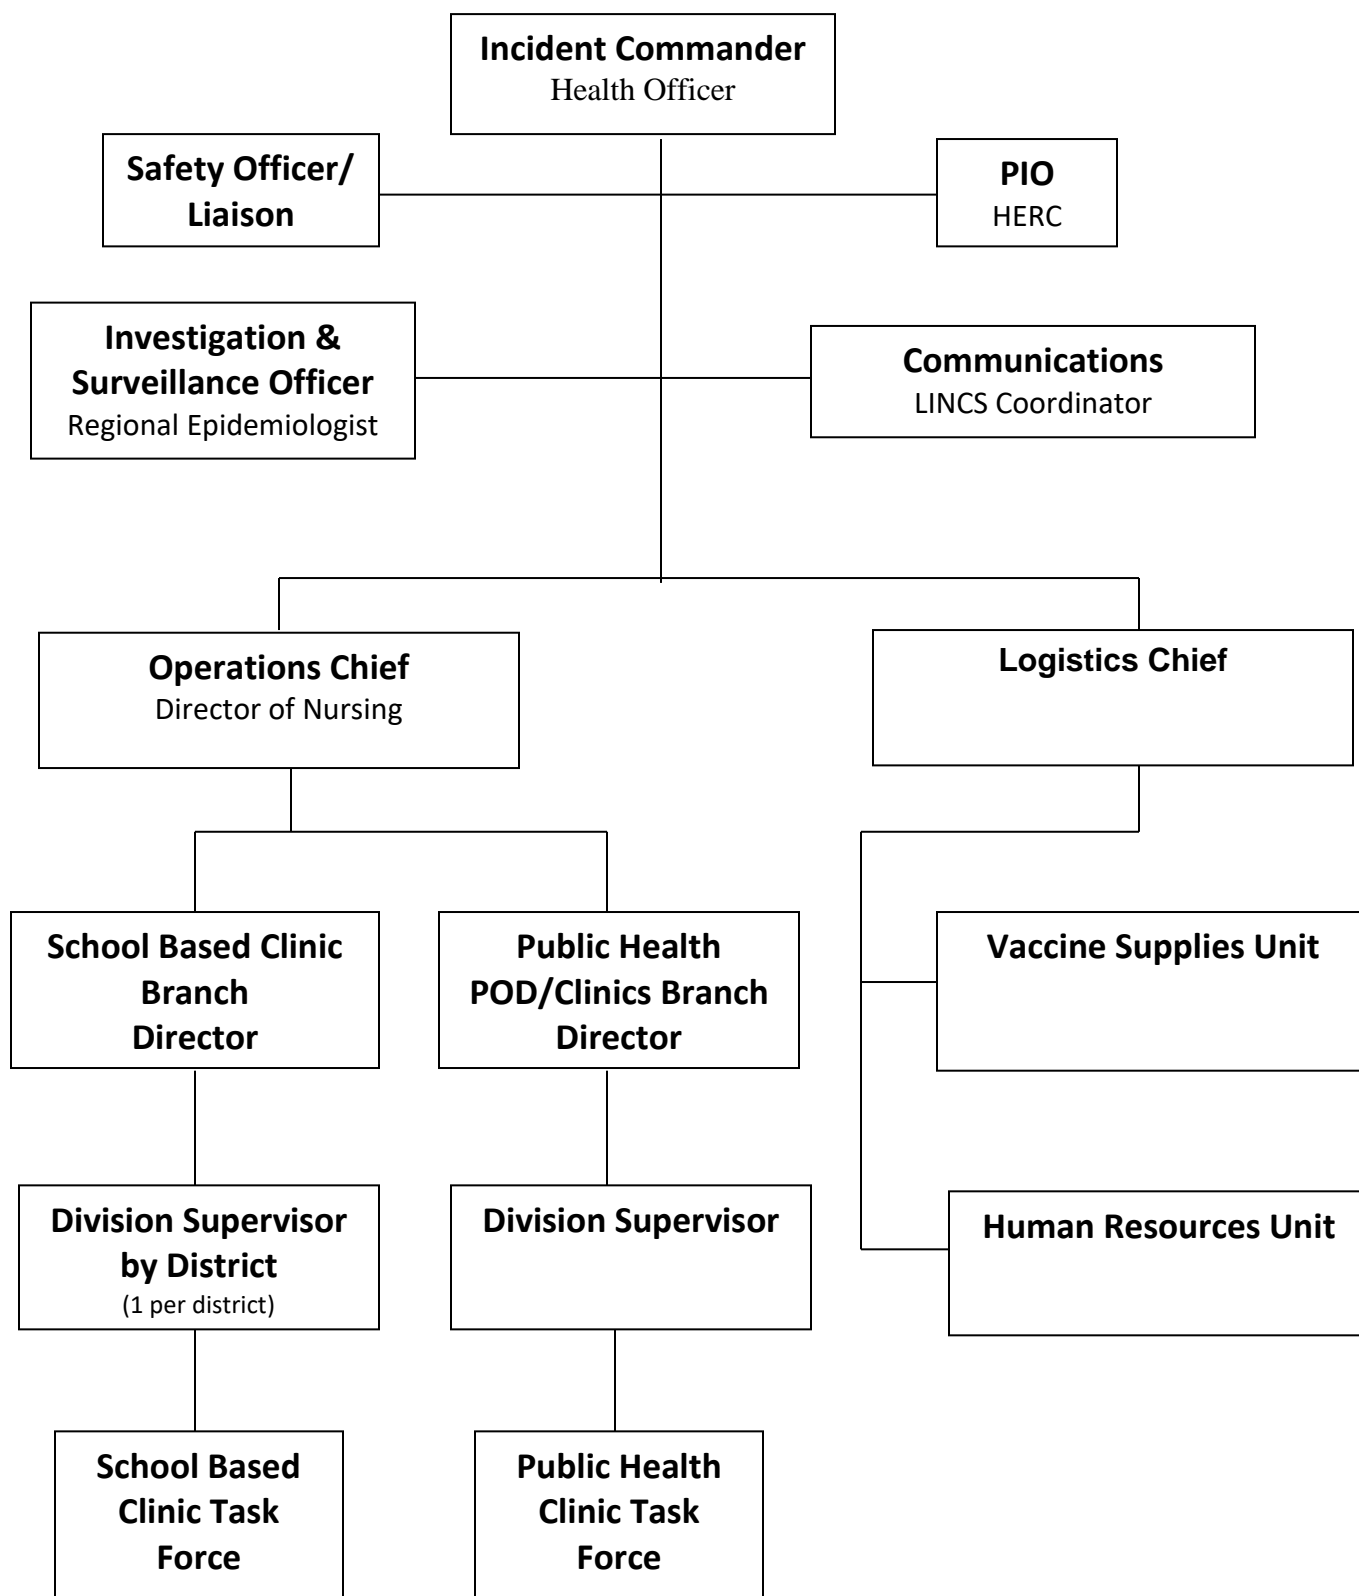 Incident Commander
Health Officer
Safety Officer/
Liaison
PIO
HERC
Investigation &
Surveillance Officer
Regional Epidemiologist
Communications
LINCS Coordinator
Operations Chief
Director of Nursing
Logistics Chief
School Based Clinic
Branch
Director
Public Health
POD/Clinics Branch
Director
Vaccine Supplies Unit
Division Supervisor
by District
(1 per district)
Division Supervisor
Human Resources Unit
School Based
Clinic Task
Force
Public Health
Clinic Task
Force